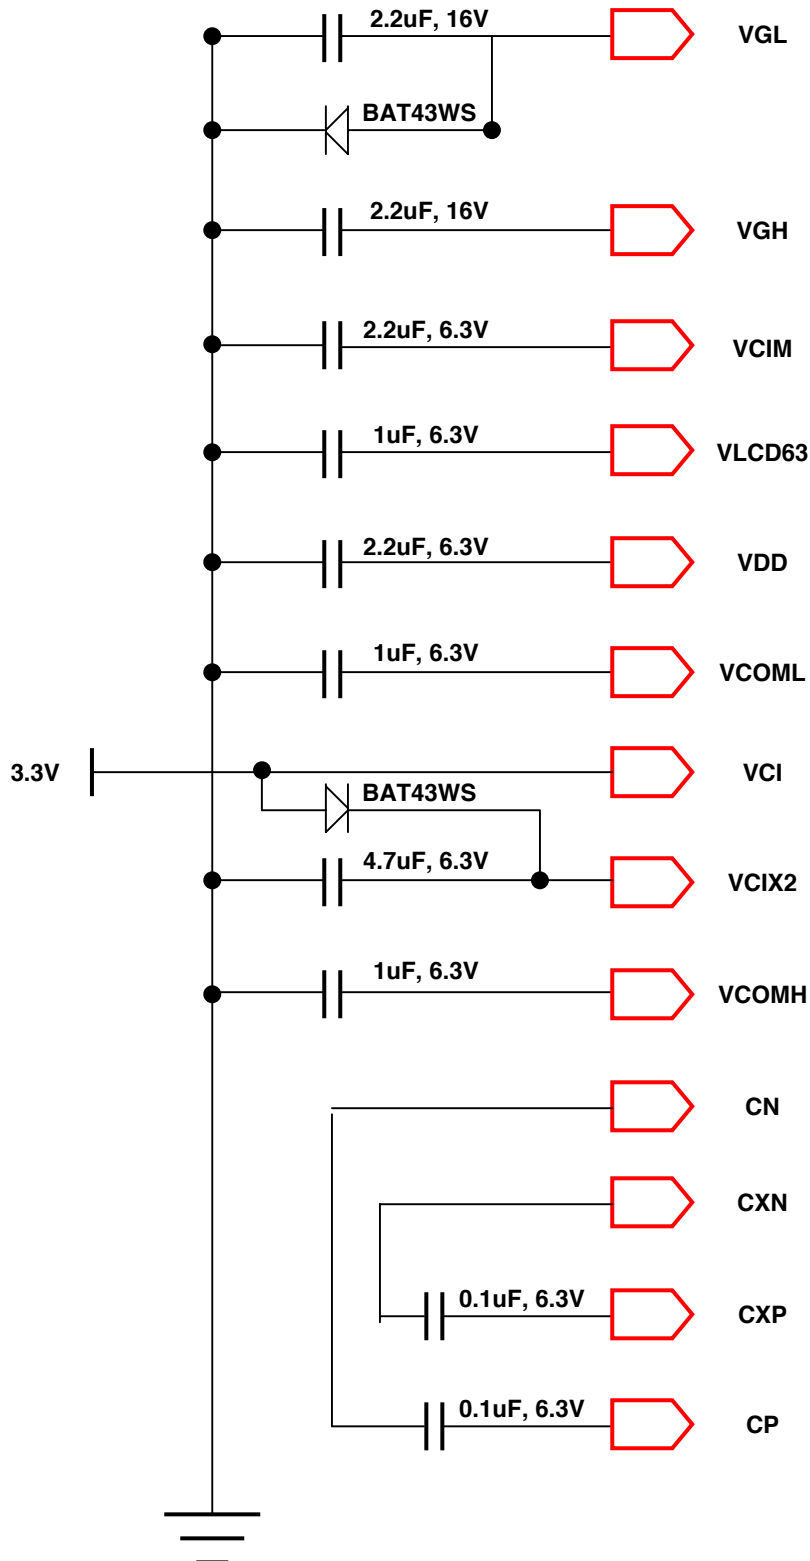 2.2uF, 16V VGL
BAT43WS
2.2uF, 16V VGH
2.2uF, 6.3V VCIM
1uF, 6.3V VLCD63
2.2uF, 6.3V VDD
1uF, 6.3V VCOML
3.3V VCI
BAT43WS
4.7uF, 6.3V VCIX2
1uF, 6.3V VCOMH
CN
CXN
0.1uF, 6.3V CXP
0.1uF, 6.3V CP